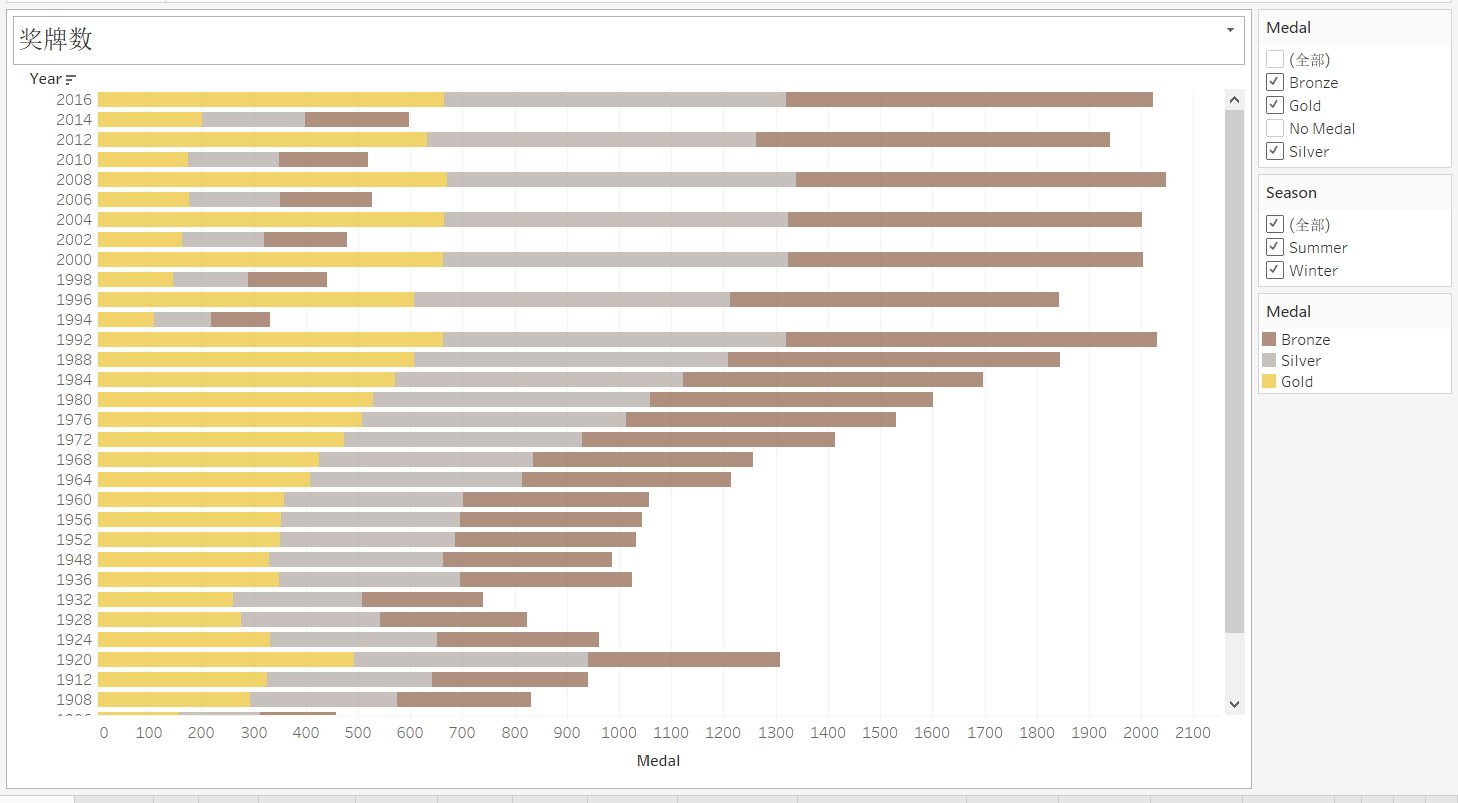 奖牌数
Year
2016
2014
2012
2010
2008
2006
2004
2002
2000
1998
1996
1994
1992
1988
1984
1980
1976
1972
1968
1964
1960
1956
1952
1948
1936
1932
1928
1924
1920
1912
1908
0 100 200 300 400 500 600 700 800 900 1000 1100 1200 1300 1400 1500 1600 1700 1800 1900 2000 2100
Medal
Medal
(全部)
Bronze
Gold
No Medal
Silver
Season
(全部)
Summer
Winter
Medal
Bronze
Silver
Gold